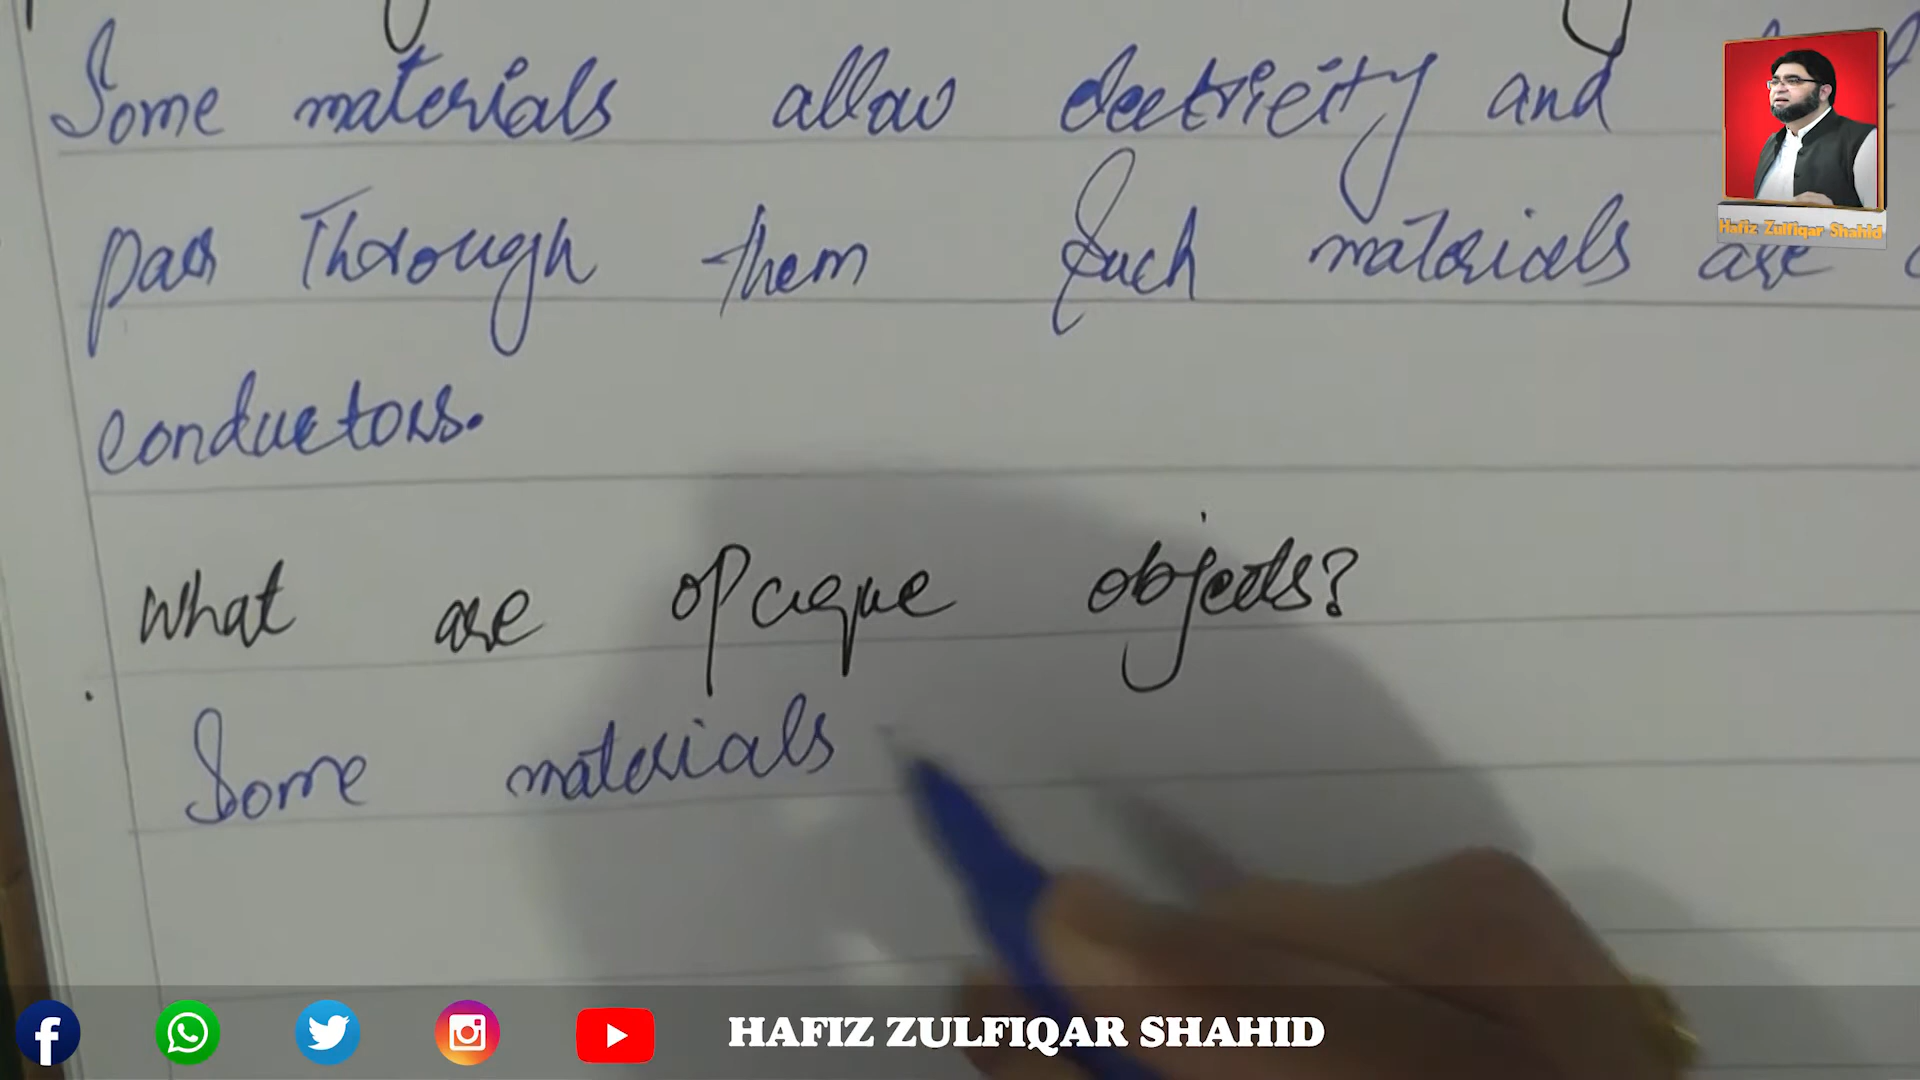 Some materials allow electricity and
pass Through them Such materials are
conductors.
What are opaque objects?
Some materials
Hafiz Zulfiqar Shahid
HAFIZ ZULFIQAR SHAHID